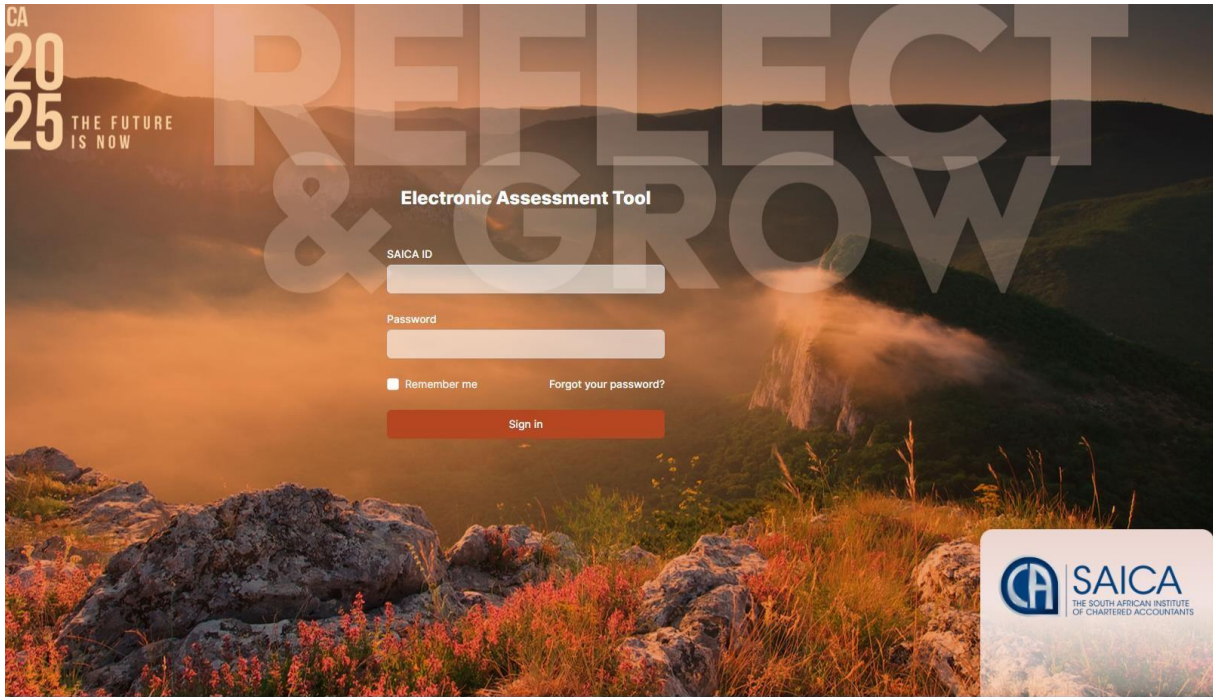 CA
20
25
THE FUTURE
IS NOW
REFLECT
& GROW
Electronic Assessment Tool
SAICA ID
Password
Remember me
Forgot your password?
Sign in
CA
SAICA
THE SOUTH AFRICAN INSTITUTE
OF CHARTERED ACCOUNTANTS